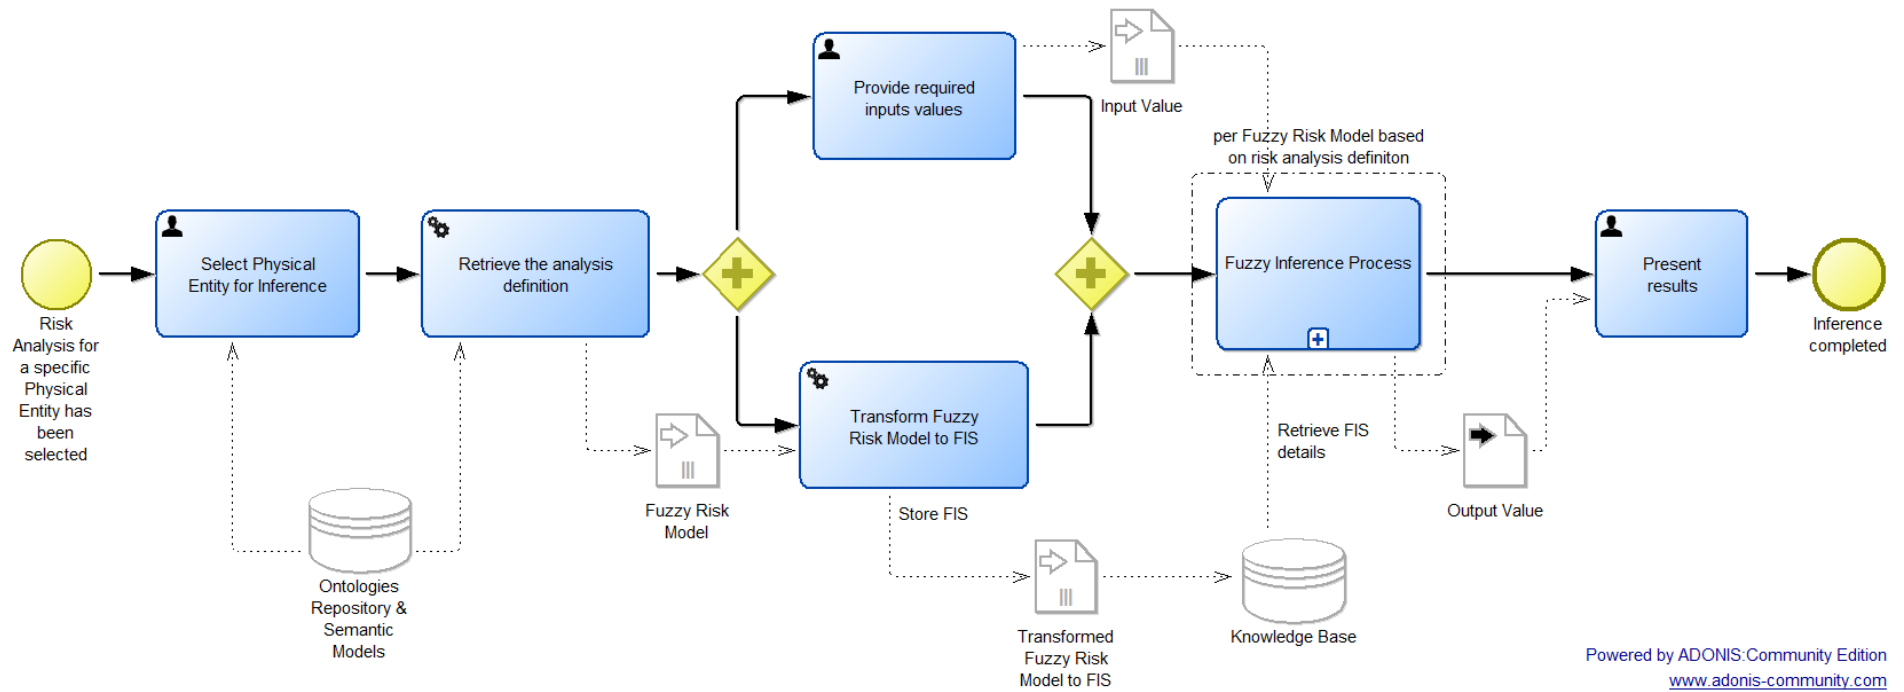 Provide required
inputs values
Input Value
per Fuzzy Risk Model based
on risk analysis definiton
Risk
Analysis for
a specific
Physical
Entity has
been
selected
Select Physical
Entity for Inference
Retrieve the analysis
definition
Fuzzy Inference Process
Present
results
Inference
completed
Transform Fuzzy
Risk Model to FIS
Fuzzy Risk
Model
Store FIS
Retrieve FIS
details
Output Value
Ontologies
Repository &
Semantic
Models
Transformed
Fuzzy Risk
Model to FIS
Knowledge Base
Powered by ADONIS:Community Edition
www.adonis-community.com